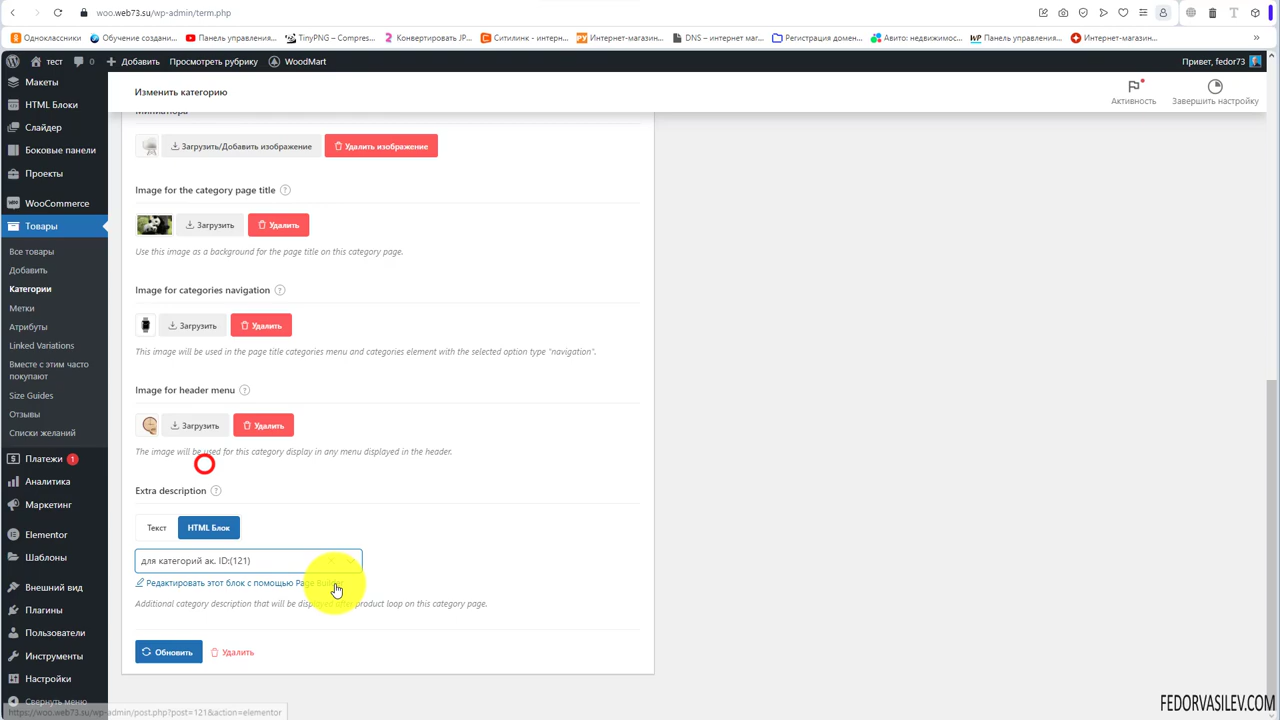 woo.web73.su/wp-admin/term.php
Одноклассники
Обучение создани...
Панель управления...
TinyPNG – Compres...
Конвертировать JP...
Ситилинк - интерн...
Интернет-магазин...
DNS – интернет маг...
Регистрация домен...
Авито: недвижимос...
Панель управления...
Интернет-магазин...
тест
0
Добавить
Просмотреть рубрику
WoodMart
Привет, fedor73
Макеты
HTML Блоки
Слайдер
Боковые панели
Проекты
WooCommerce
Товары
Все товары
Добавить
Категории
Метки
Атрибуты
Linked Variations
Вместе с этим часто
покупают
Size Guides
Отзывы
Списки желаний
Платежи 1
Аналитика
Маркетинг
Elementor
Шаблоны
Внешний вид
Плагины
Пользователи
Инструменты
Настройки
Свернуть меню
Изменить категорию
Активность
Завершить настройку
Миниатюра
Загрузить/Добавить изображение
Удалить изображение
Image for the category page title ?
Загрузить
Удалить
Use this image as a background for the page title on this category page.
Image for categories navigation ?
Загрузить
Удалить
This image will be used in the page title categories menu and categories element with the selected option type "navigation".
Image for header menu ?
Загрузить
Удалить
The image will be used for this category display in any menu displayed in the header.
Extra description ?
Текст
HTML Блок
для категорий ак. ID:(121)
Редактировать этот блок с помощью Page Builder
Additional category description that will be displayed after product loop on this category page.
Обновить
Удалить
https://woo.web73.su/wp-admin/post.php?post=121&action=elementor
FEDORVASILEV.COM